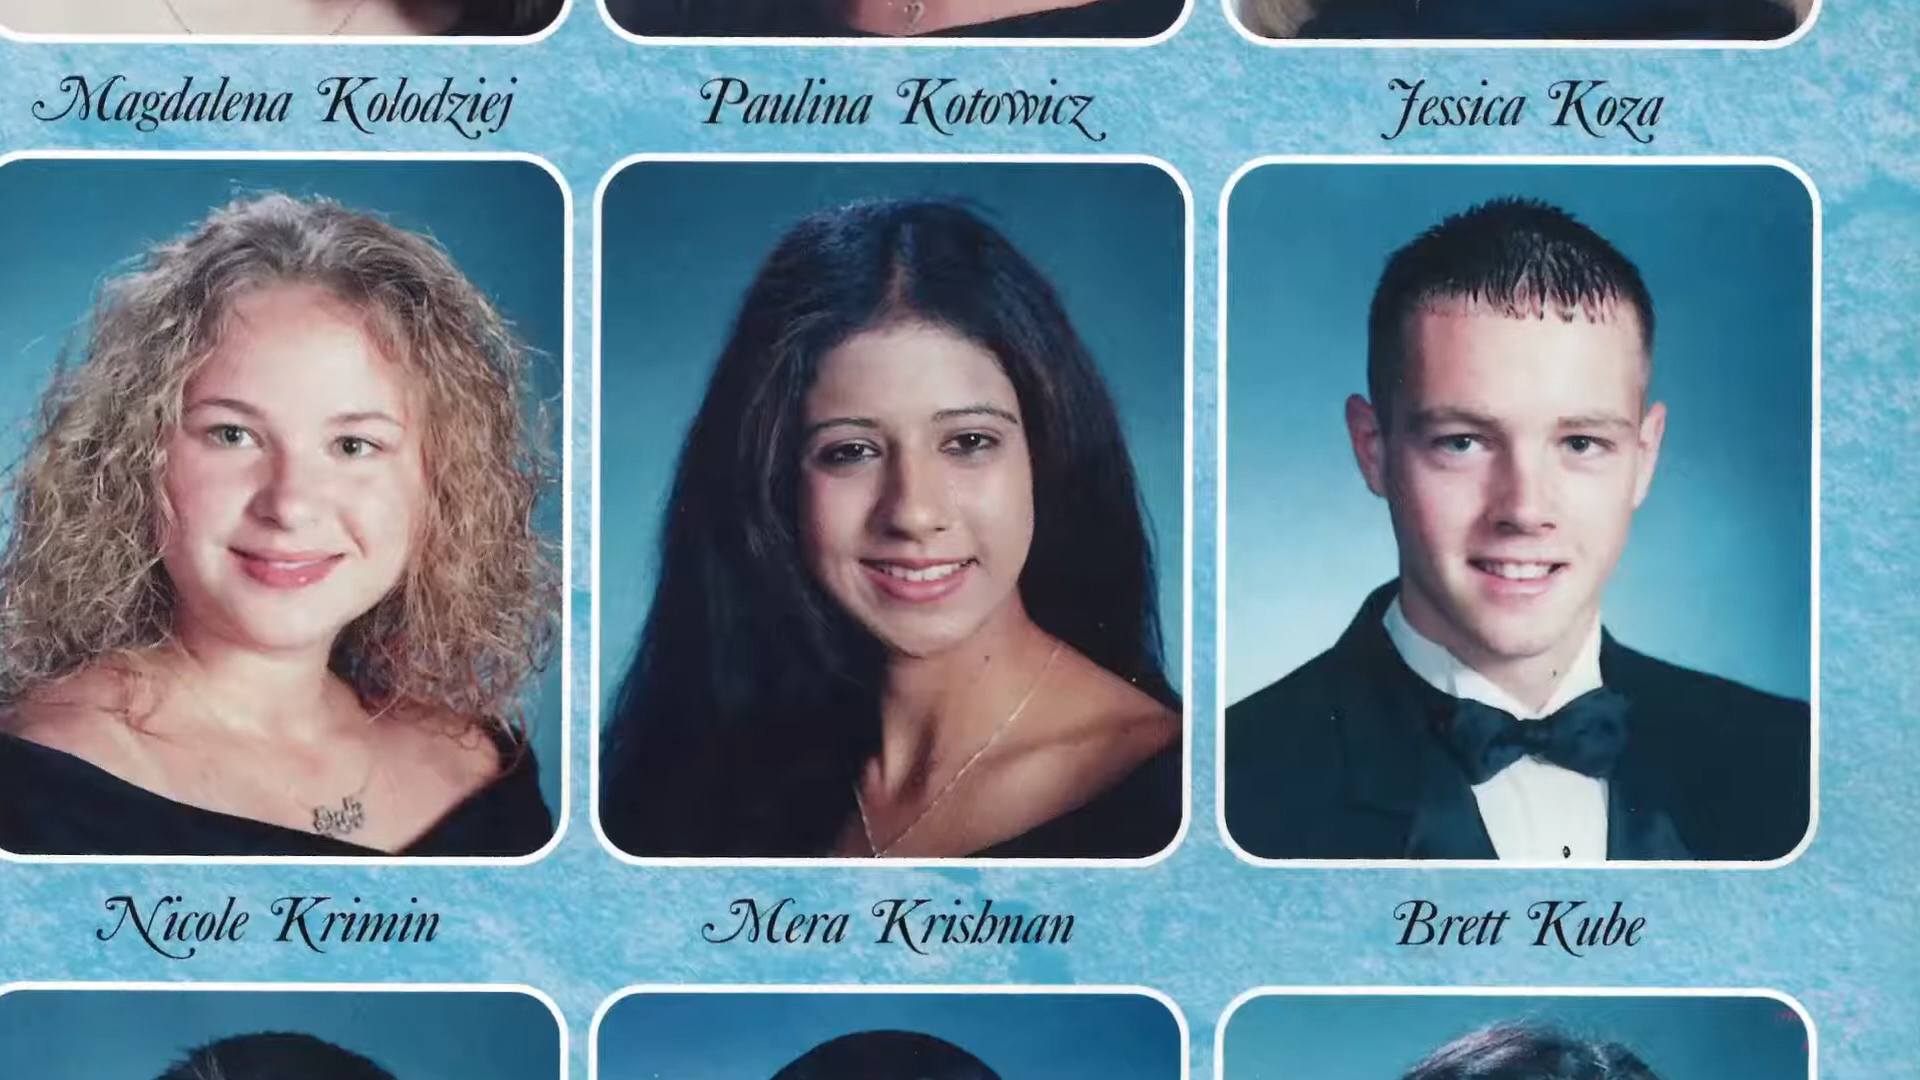 Magdalena Kolodziej Paulina Kotowicz Jessica Koza
Nicole Krimin Mera Krishnan Brett Kube